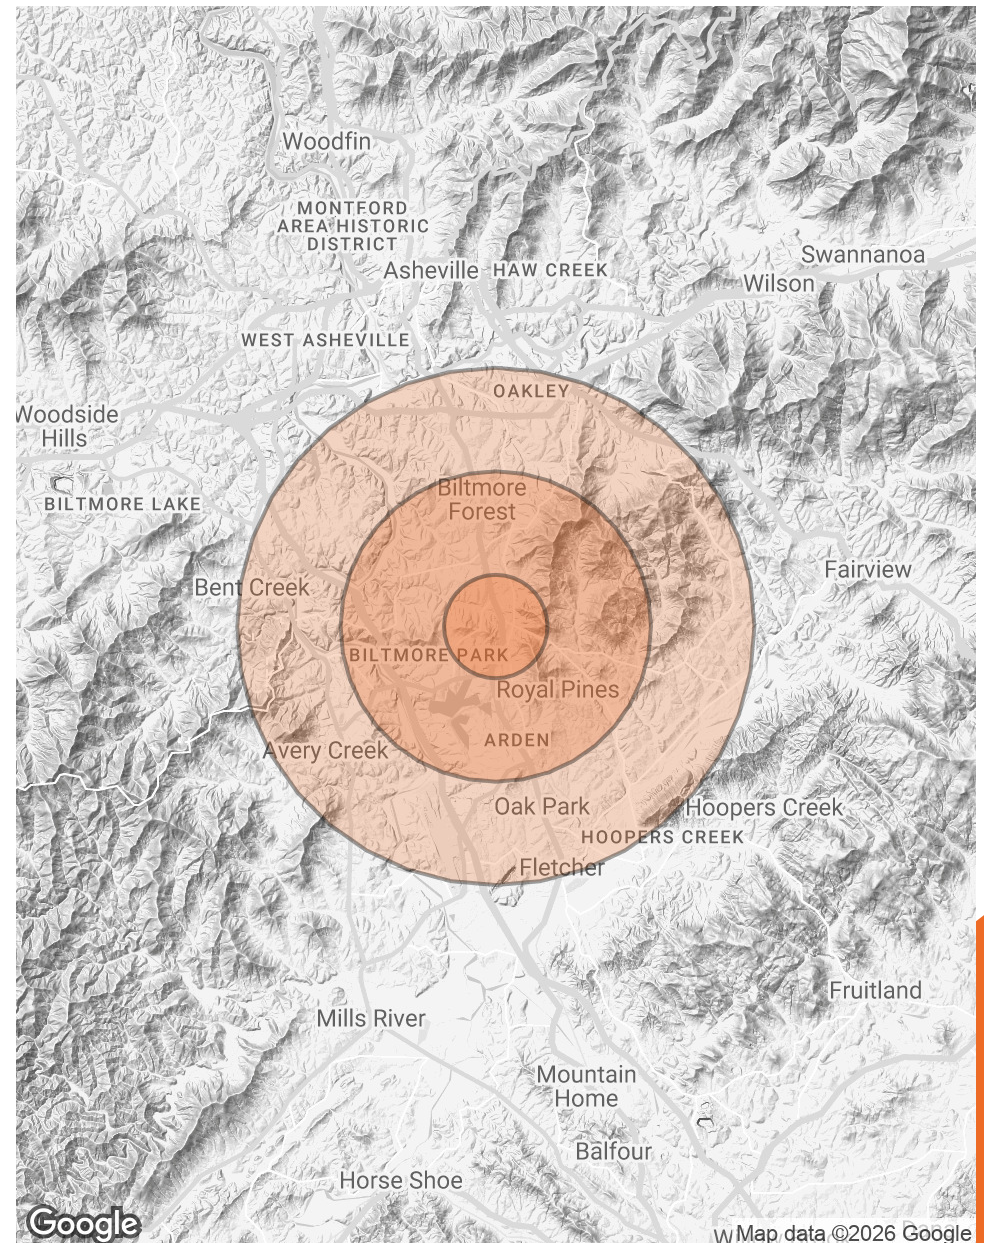 Woodfin
MONTFORD
AREA HISTORIC
DISTRICT
Swannanoa
Asheville
HAW CREEK
Wilson
WEST ASHEVILLE
OAKLEY
Woodside
Hills
Biltmore
Forest
BILTMORE LAKE
Fairview
Bent Creek
BILTMORE PARK
Royal Pines
ARDEN
Avery Creek
Oak Park
Hoopers Creek
HOOPERS CREEK
Fletcher
Fruitland
Mills River
Mountain
Home
Balfour
Horse Shoe
Google
Map data ©2026 Google